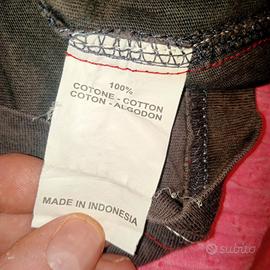 100%
COTONE - COTTON
COTON - ALGODON
MADE IN INDONESIA
subito